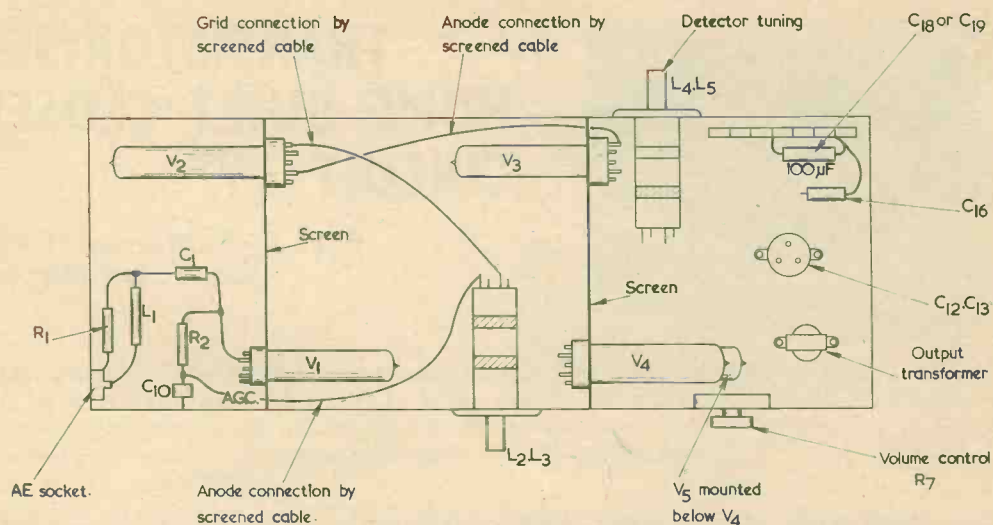 Grid connection by
screened cable
Anode connection by
screened cable
Detector tuning
C18 or C19
L4.L5
V2
V3
100µF
C16
Screen
C1
Screen
C12.C13
R1
L1
R2
V1
V4
Output
transformer
C10
A.G.C.
L2.L3
Volume control
R7
AE socket.
Anode connection by
screened cable.
V5 mounted
below V4